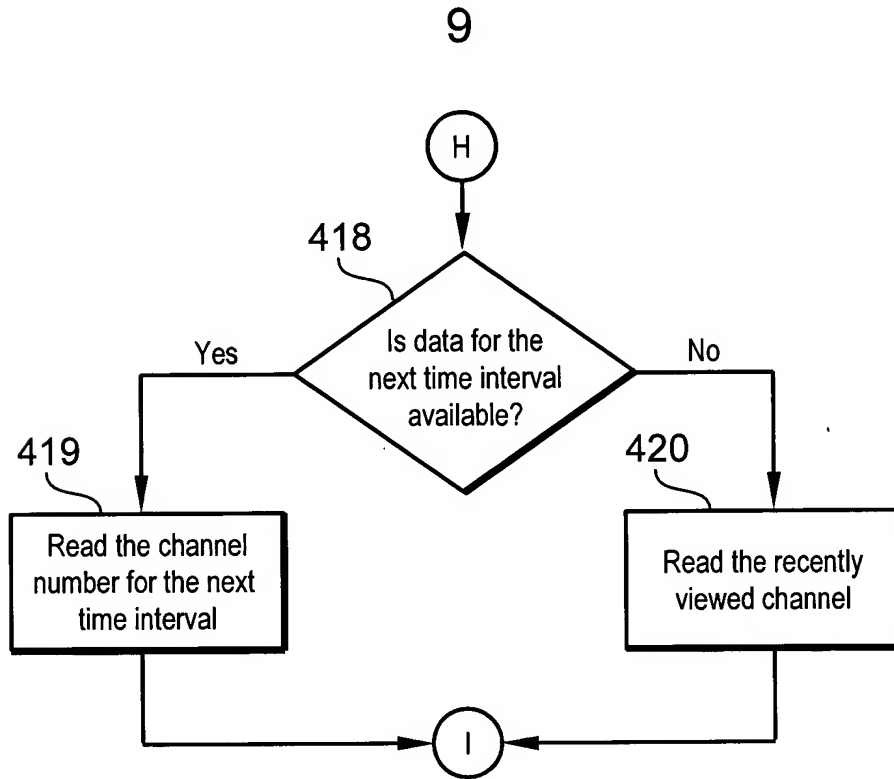 9
H
418
Is data for the
next time interval
available?
Yes
No
419
Read the channel
number for the next
time interval
420
Read the recently
viewed channel
I